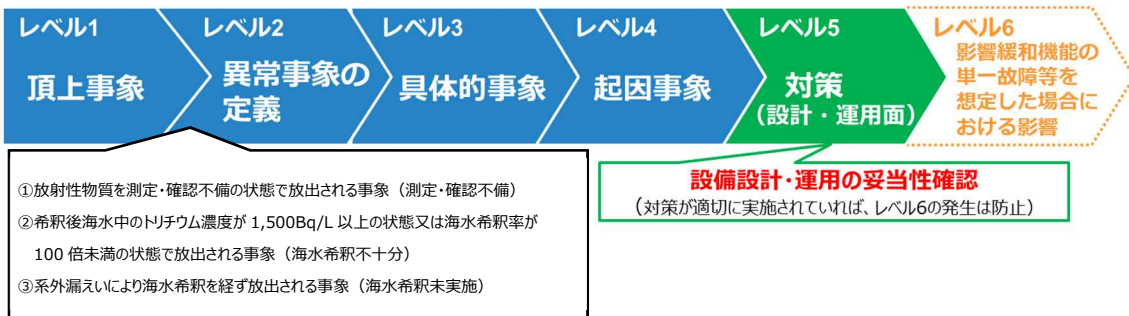 レベル1
頂上事象
レベル2
異常事象の
定義
レベル3
具体的事象
レベル4
起因事象
レベル5
対策
（設計・運用面）
レベル6
影響緩和機能の
単一故障等を
想定した場合に
おける影響
①放射性物質を測定・確認不備の状態で放出される事象（測定・確認不備）
②希釈後海水中のトリチウム濃度が 1,500Bq/L 以上の状態又は海水希釈率が
100 倍未満の状態で放出される事象（海水希釈不十分）
③系外漏えいにより海水希釈を経ず放出される事象（海水希釈未実施）
設備設計・運用の妥当性確認
（対策が適切に実施されていれば、レベル6の発生は防止）